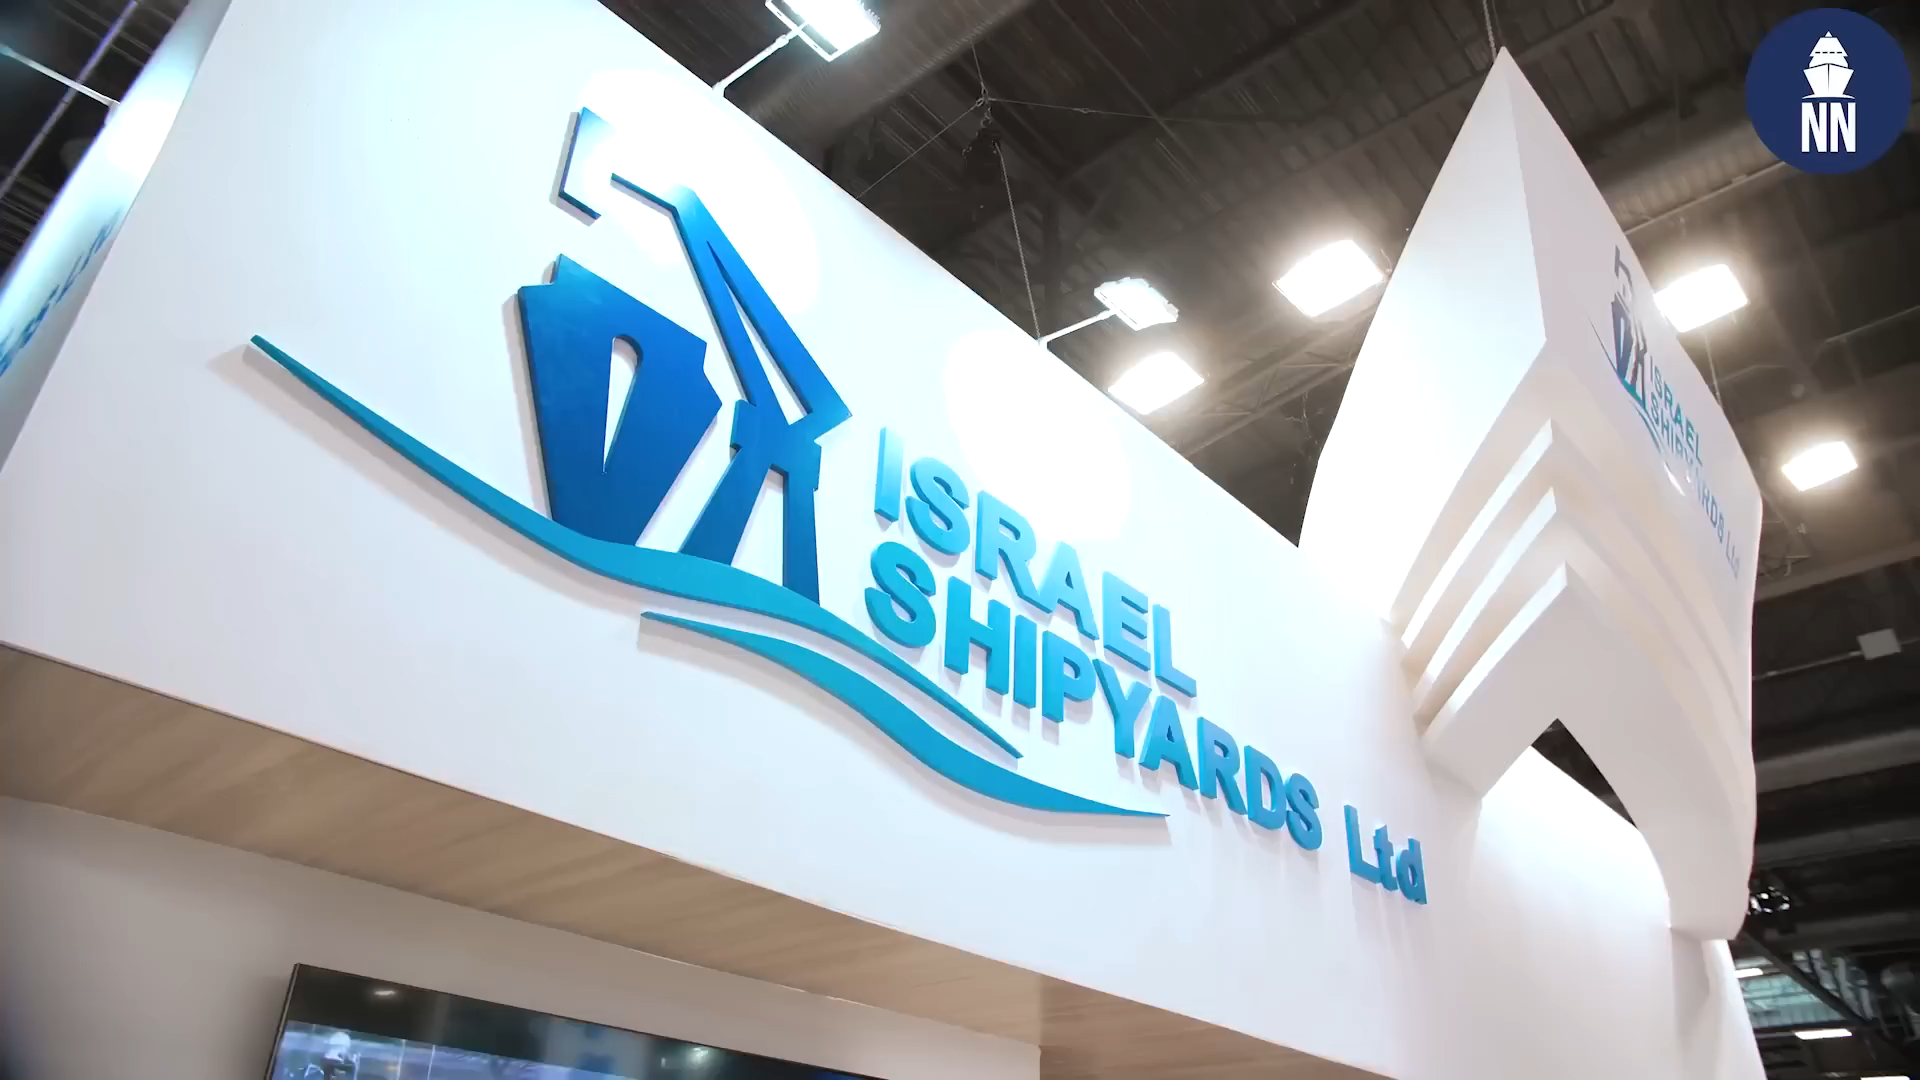 NN
ISRAEL
SHIPYARDS Ltd
ISRAEL
SHIPYARDS Ltd